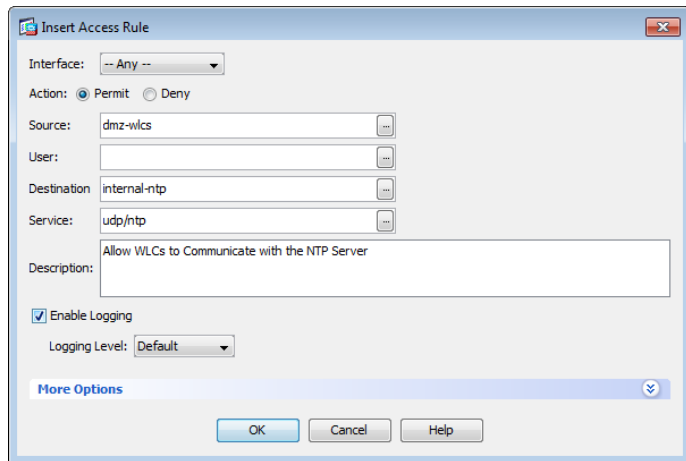 Insert Access Rule
Interface: -- Any --
Action: Permit Deny
Source: dmz-wlcs ...
User: ...
Destination internal-ntp ...
Service: udp/ntp ...
Description: Allow WLCs to Communicate with the NTP Server
Enable Logging
Logging Level: Default
More Options
OK Cancel Help